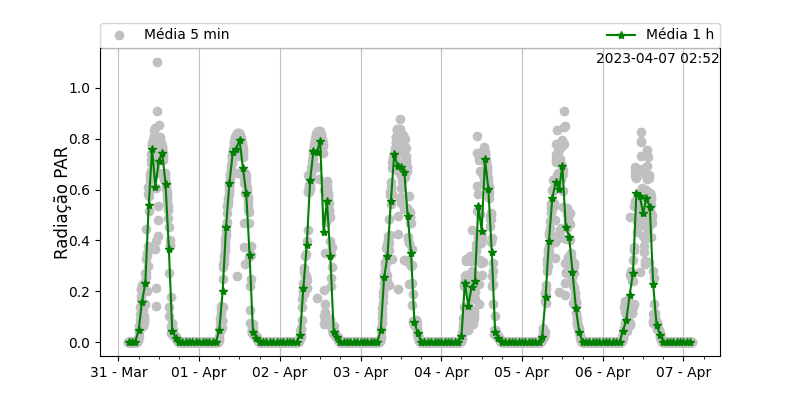 Média 5 min
Média 1 h
2023-04-07 02:52
Radiação PAR
1.0
0.8
0.6
0.4
0.2
0.0
31 - Mar
01 - Apr
02 - Apr
03 - Apr
04 - Apr
05 - Apr
06 - Apr
07 - Apr